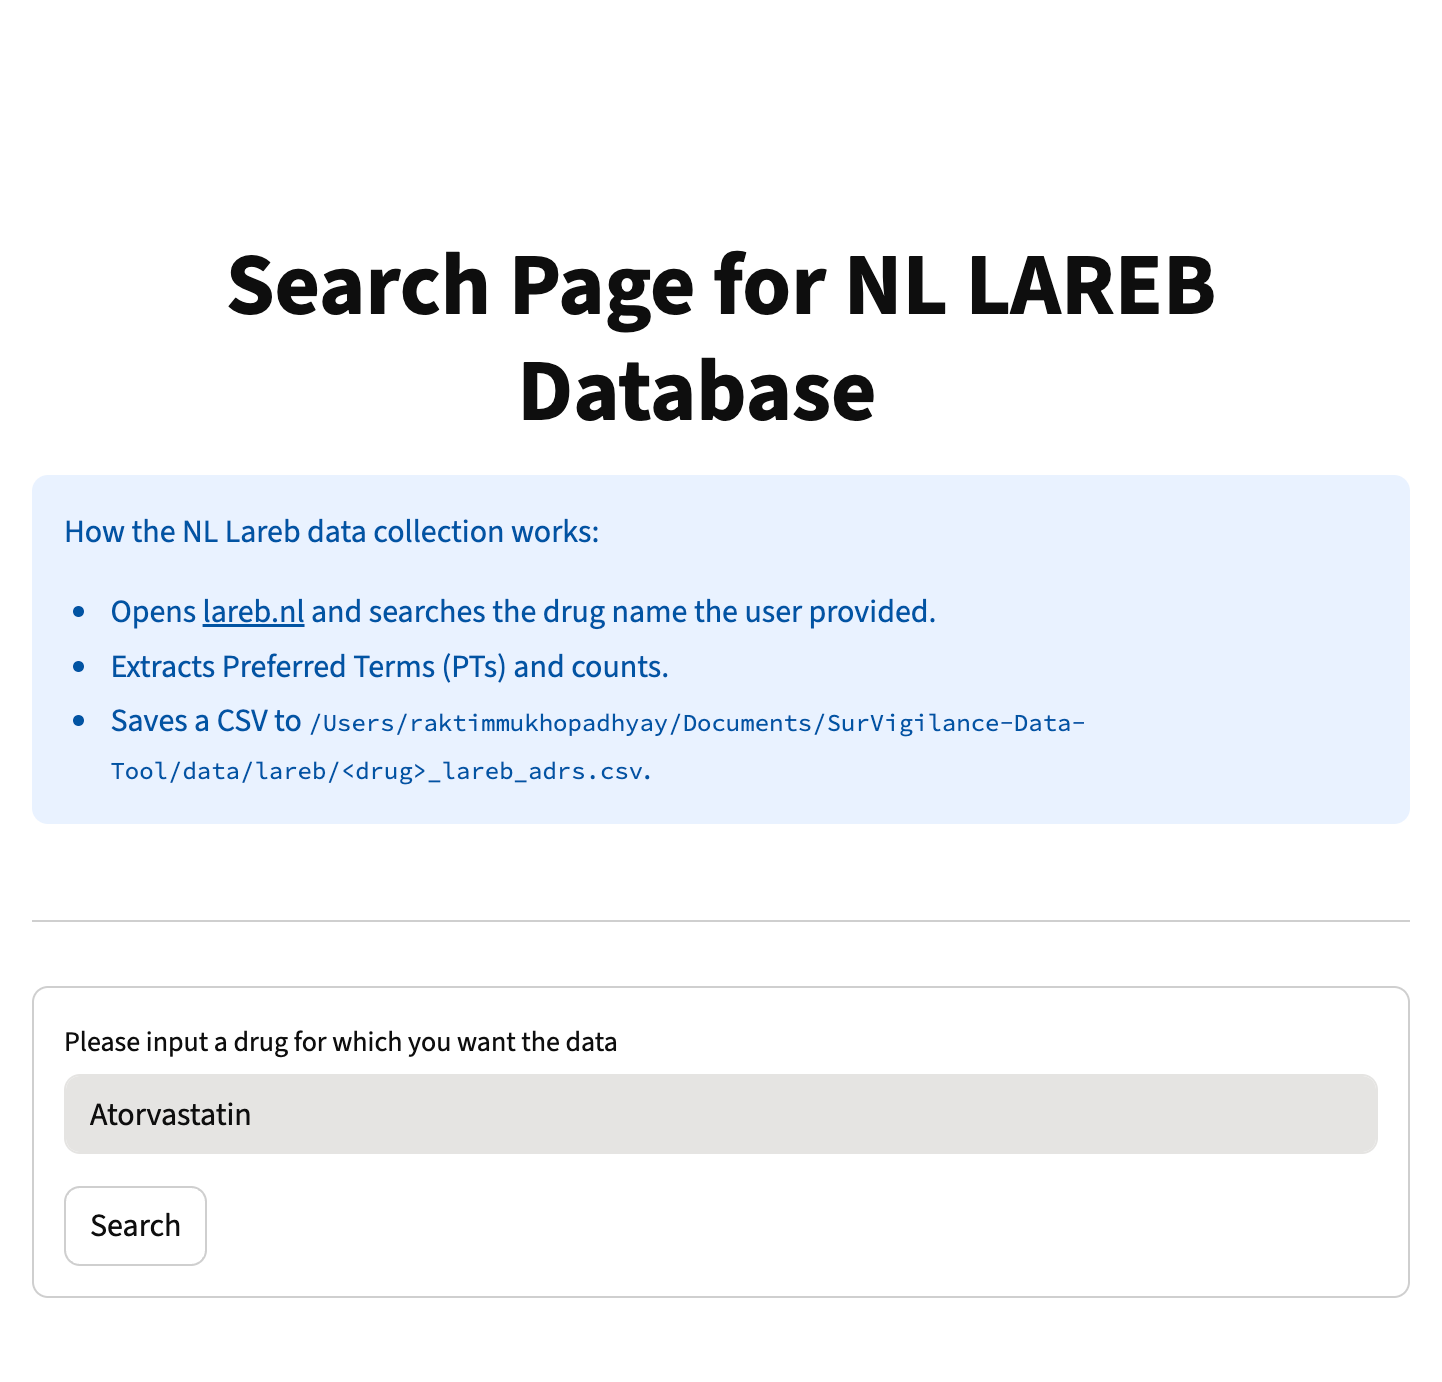 Search Page for NL LAREB
Database
How the NL Lareb data collection works:
Opens lareb.nl and searches the drug name the user provided.
Extracts Preferred Terms (PTs) and counts.
Saves a CSV to /Users/raktimmukhopadhyay/Documents/SurVigilance-Data-
Tool/data/lareb/<drug>_lareb_adrs.csv.
Please input a drug for which you want the data
Atorvastatin
Search